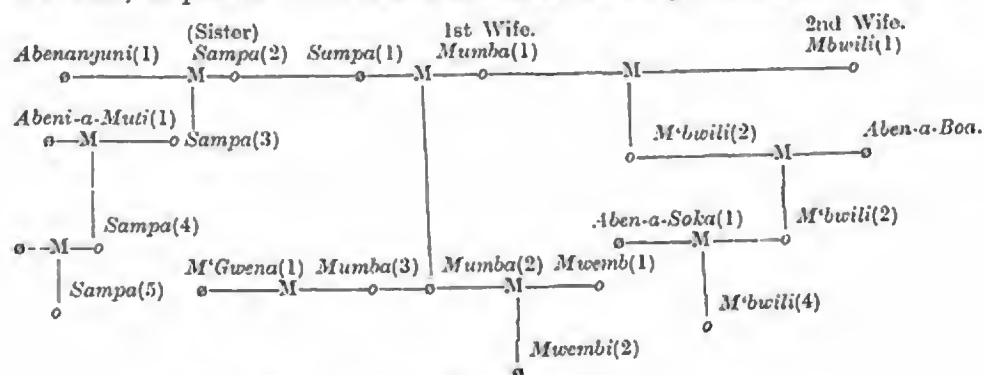 (Sister) 1st Wife. 2nd Wife.
Abenanguni(1) Sampa(2) Sampa(1) Mumba(1) Mbwili(1)
M M M
Abeni-a-Muti(1) M'bwili(2) Aben-a-Boa.
M Sampa(3) M
Sampa(4) Aben-a-Soka(1) M'bwili(2)
M M
Sampa(5) M'Gwena(1) Mumba(3) Mumba(2) Mwemb(1)
M M M'bwili(4)
Mwembi(2)